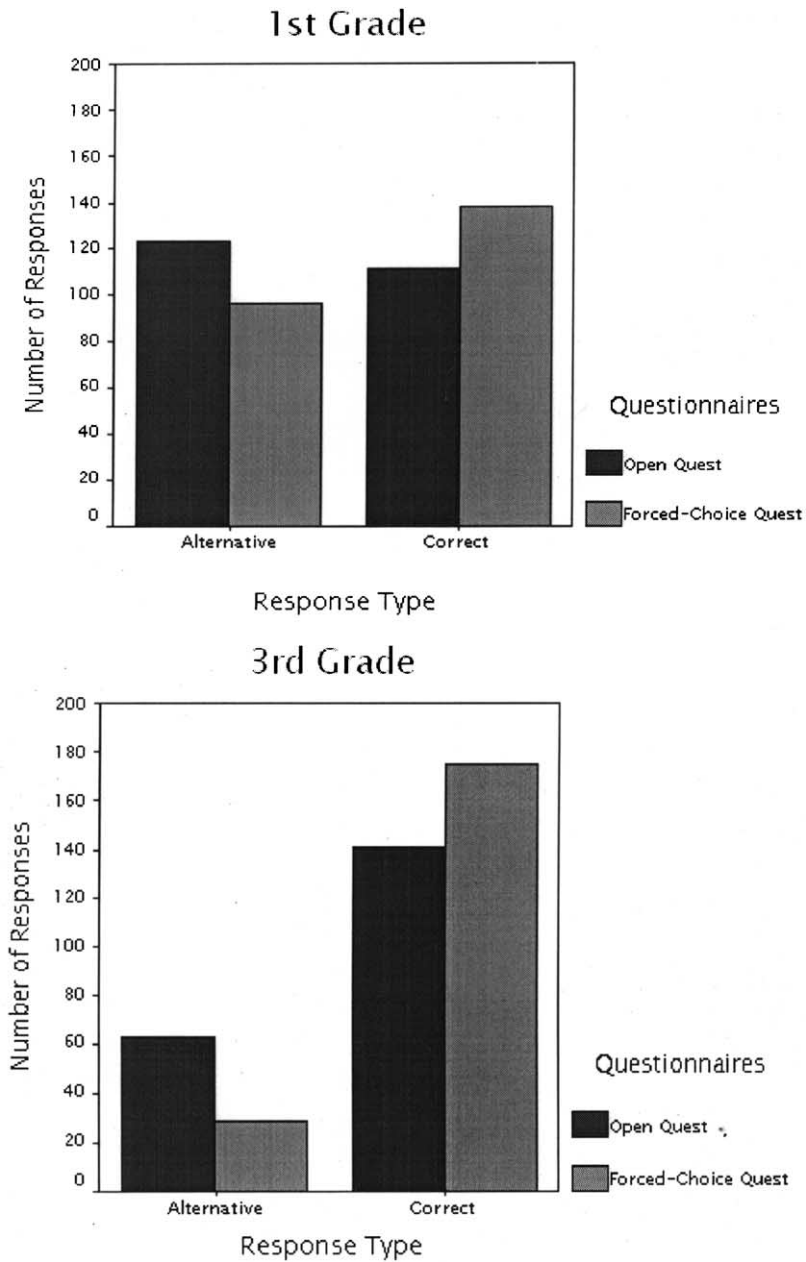 1st Grade
200
180
160
140
120
100
80
60
40
20
0
Number of Responses
Alternative Correct
Response Type
Questionnaires
Open Quest
Forced-Choice Quest
3rd Grade
200
180
160
140
120
100
80
60
40
20
0
Number of Responses
Alternative Correct
Response Type
Questionnaires
Open Quest
Forced-Choice Quest